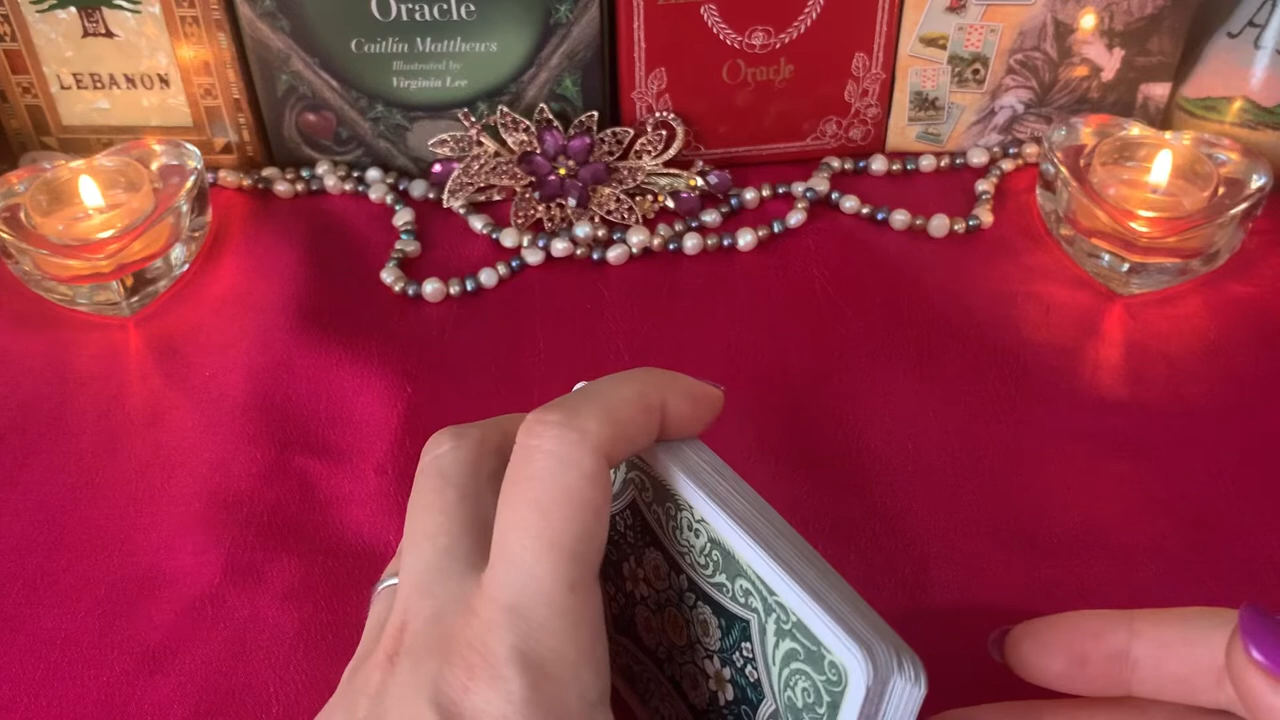 LEBANON
Oracle
Caitlín Matthews
Illustrated by
Virginia Lee
Oracle